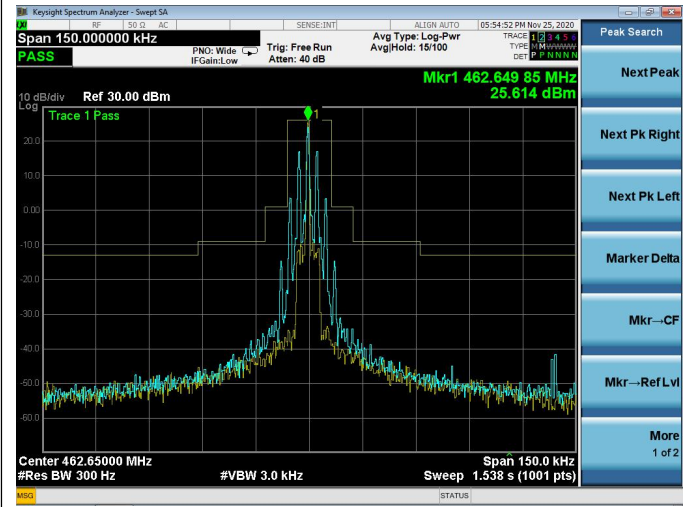 Keysight Spectrum Analyzer - Swept SA
RF 50 Ω AC SENSE:INT ALIGN AUTO 05:54:52 PM Nov 25, 2020
Span 150.000000 kHz
PASS
PNO: Wide
IFGain:Low
Trig: Free Run
Atten: 40 dB
Avg Type: Log-Pwr
Avg|Hold: 15/100
TRACE 1 2 3 4 5 6
TYPE M M W W W W
DET P P N N N N
Mkr1 462.649 85 MHz
25.614 dBm
10 dB/div Ref 30.00 dBm
Log
Trace 1 Pass
1
20.0
10.0
0.00
-10.0
-20.0
-30.0
-40.0
-50.0
-60.0
Center 462.65000 MHz
Span 150.0 kHz
#Res BW 300 Hz
#VBW 3.0 kHz
Sweep 1.538 s (1001 pts)
MSG
STATUS
Peak Search
Next Peak
Next Pk Right
Next Pk Left
Marker Delta
Mkr→CF
Mkr→Ref Lvl
More
1 of 2